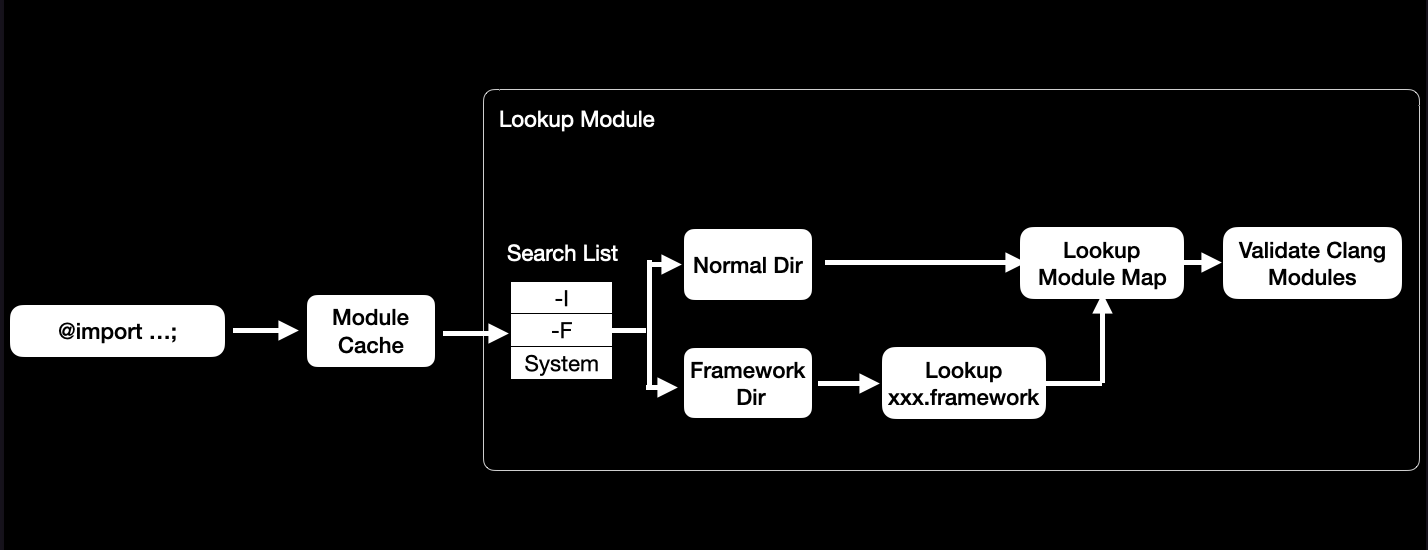 Lookup Module
@import ...;
Module
Cache
Search List
-I
-F
System
Normal Dir
Framework
Dir
Lookup
xxx.framework
Lookup
Module Map
Validate Clang
Modules